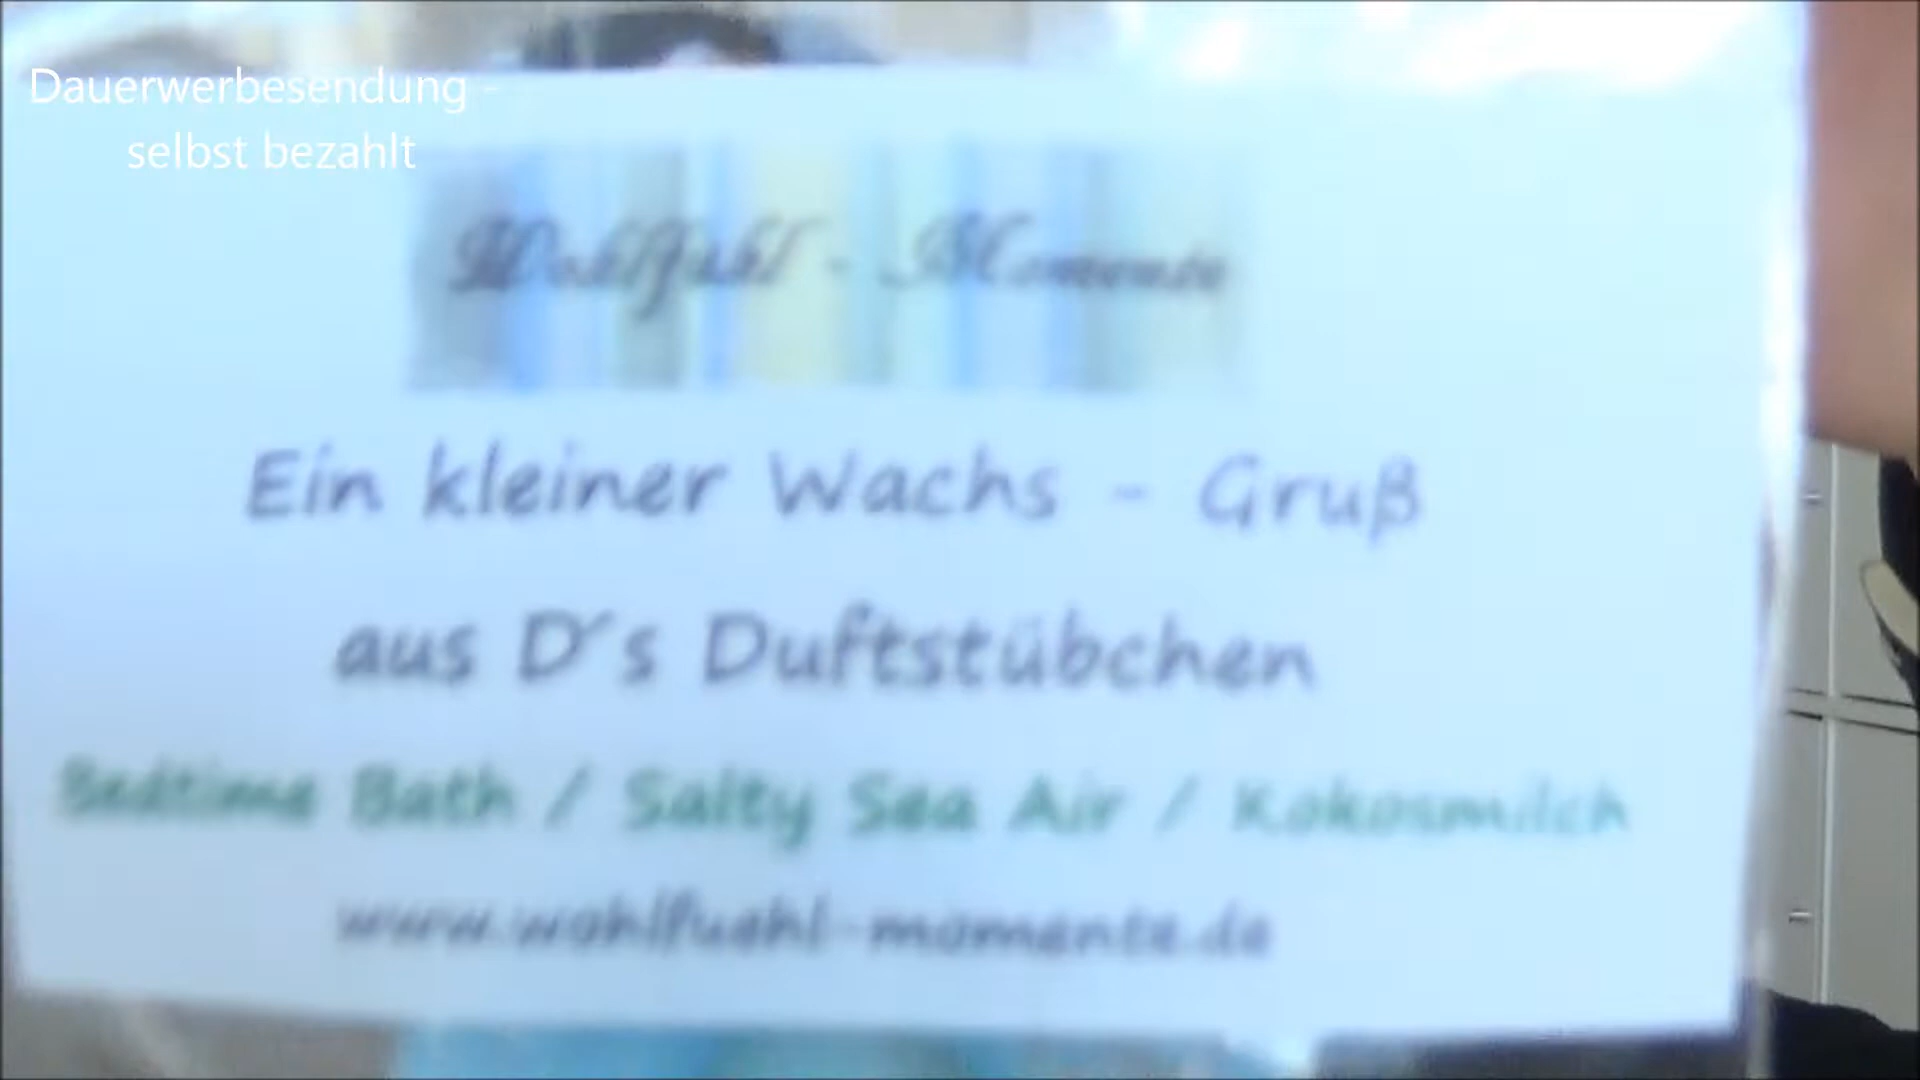 Dauerwerbesendung -
selbst bezahlt
Wohlfühl - Momente
Ein kleiner Wachs - Gruß
aus D´s Duftstübchen
Bedtime Bath / Salty Sea Air / Kokosmilch
www.wohlfuehl-momente.de